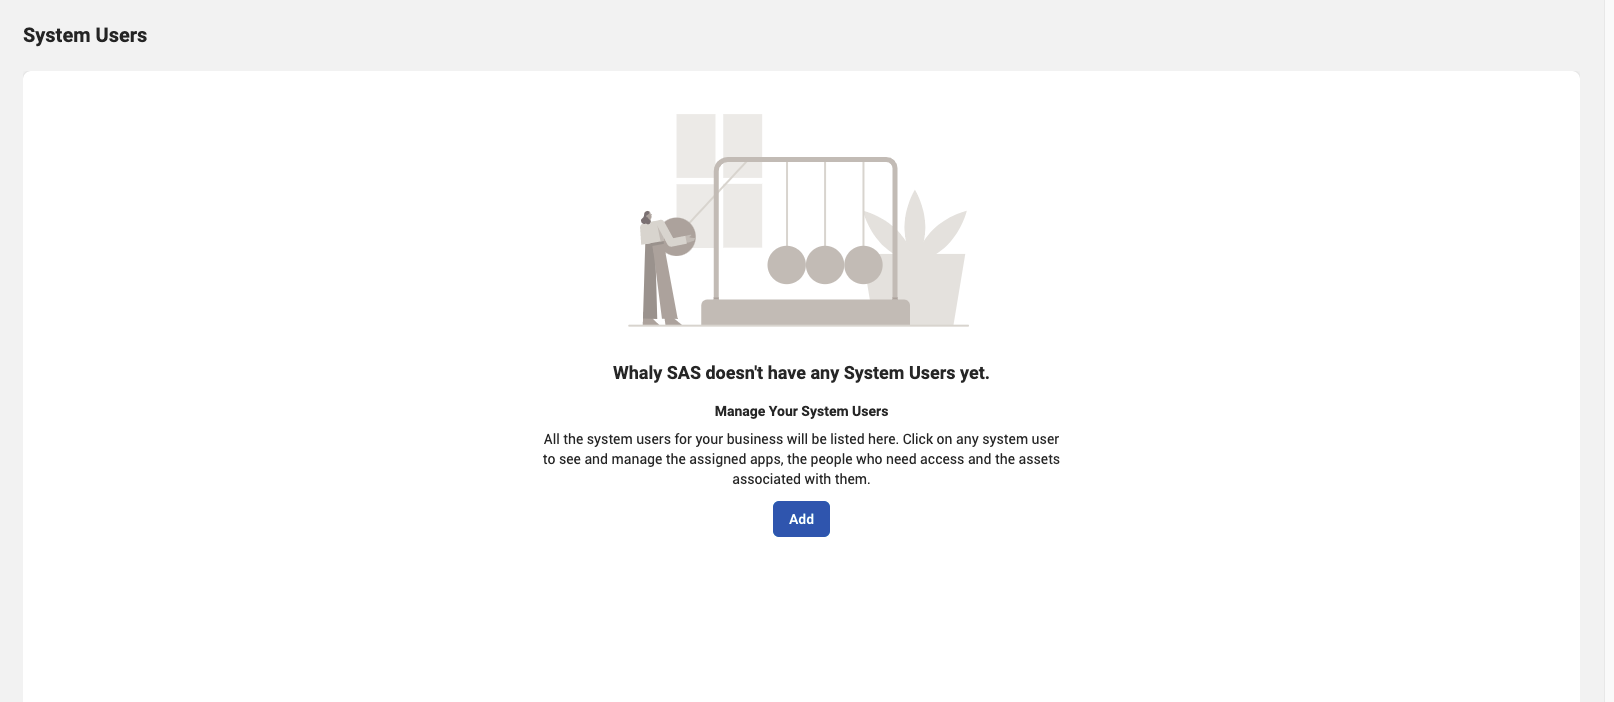 System Users
Whaly SAS doesn't have any System Users yet.
Manage Your System Users
All the system users for your business will be listed here. Click on any system user
to see and manage the assigned apps, the people who need access and the assets
associated with them.
Add